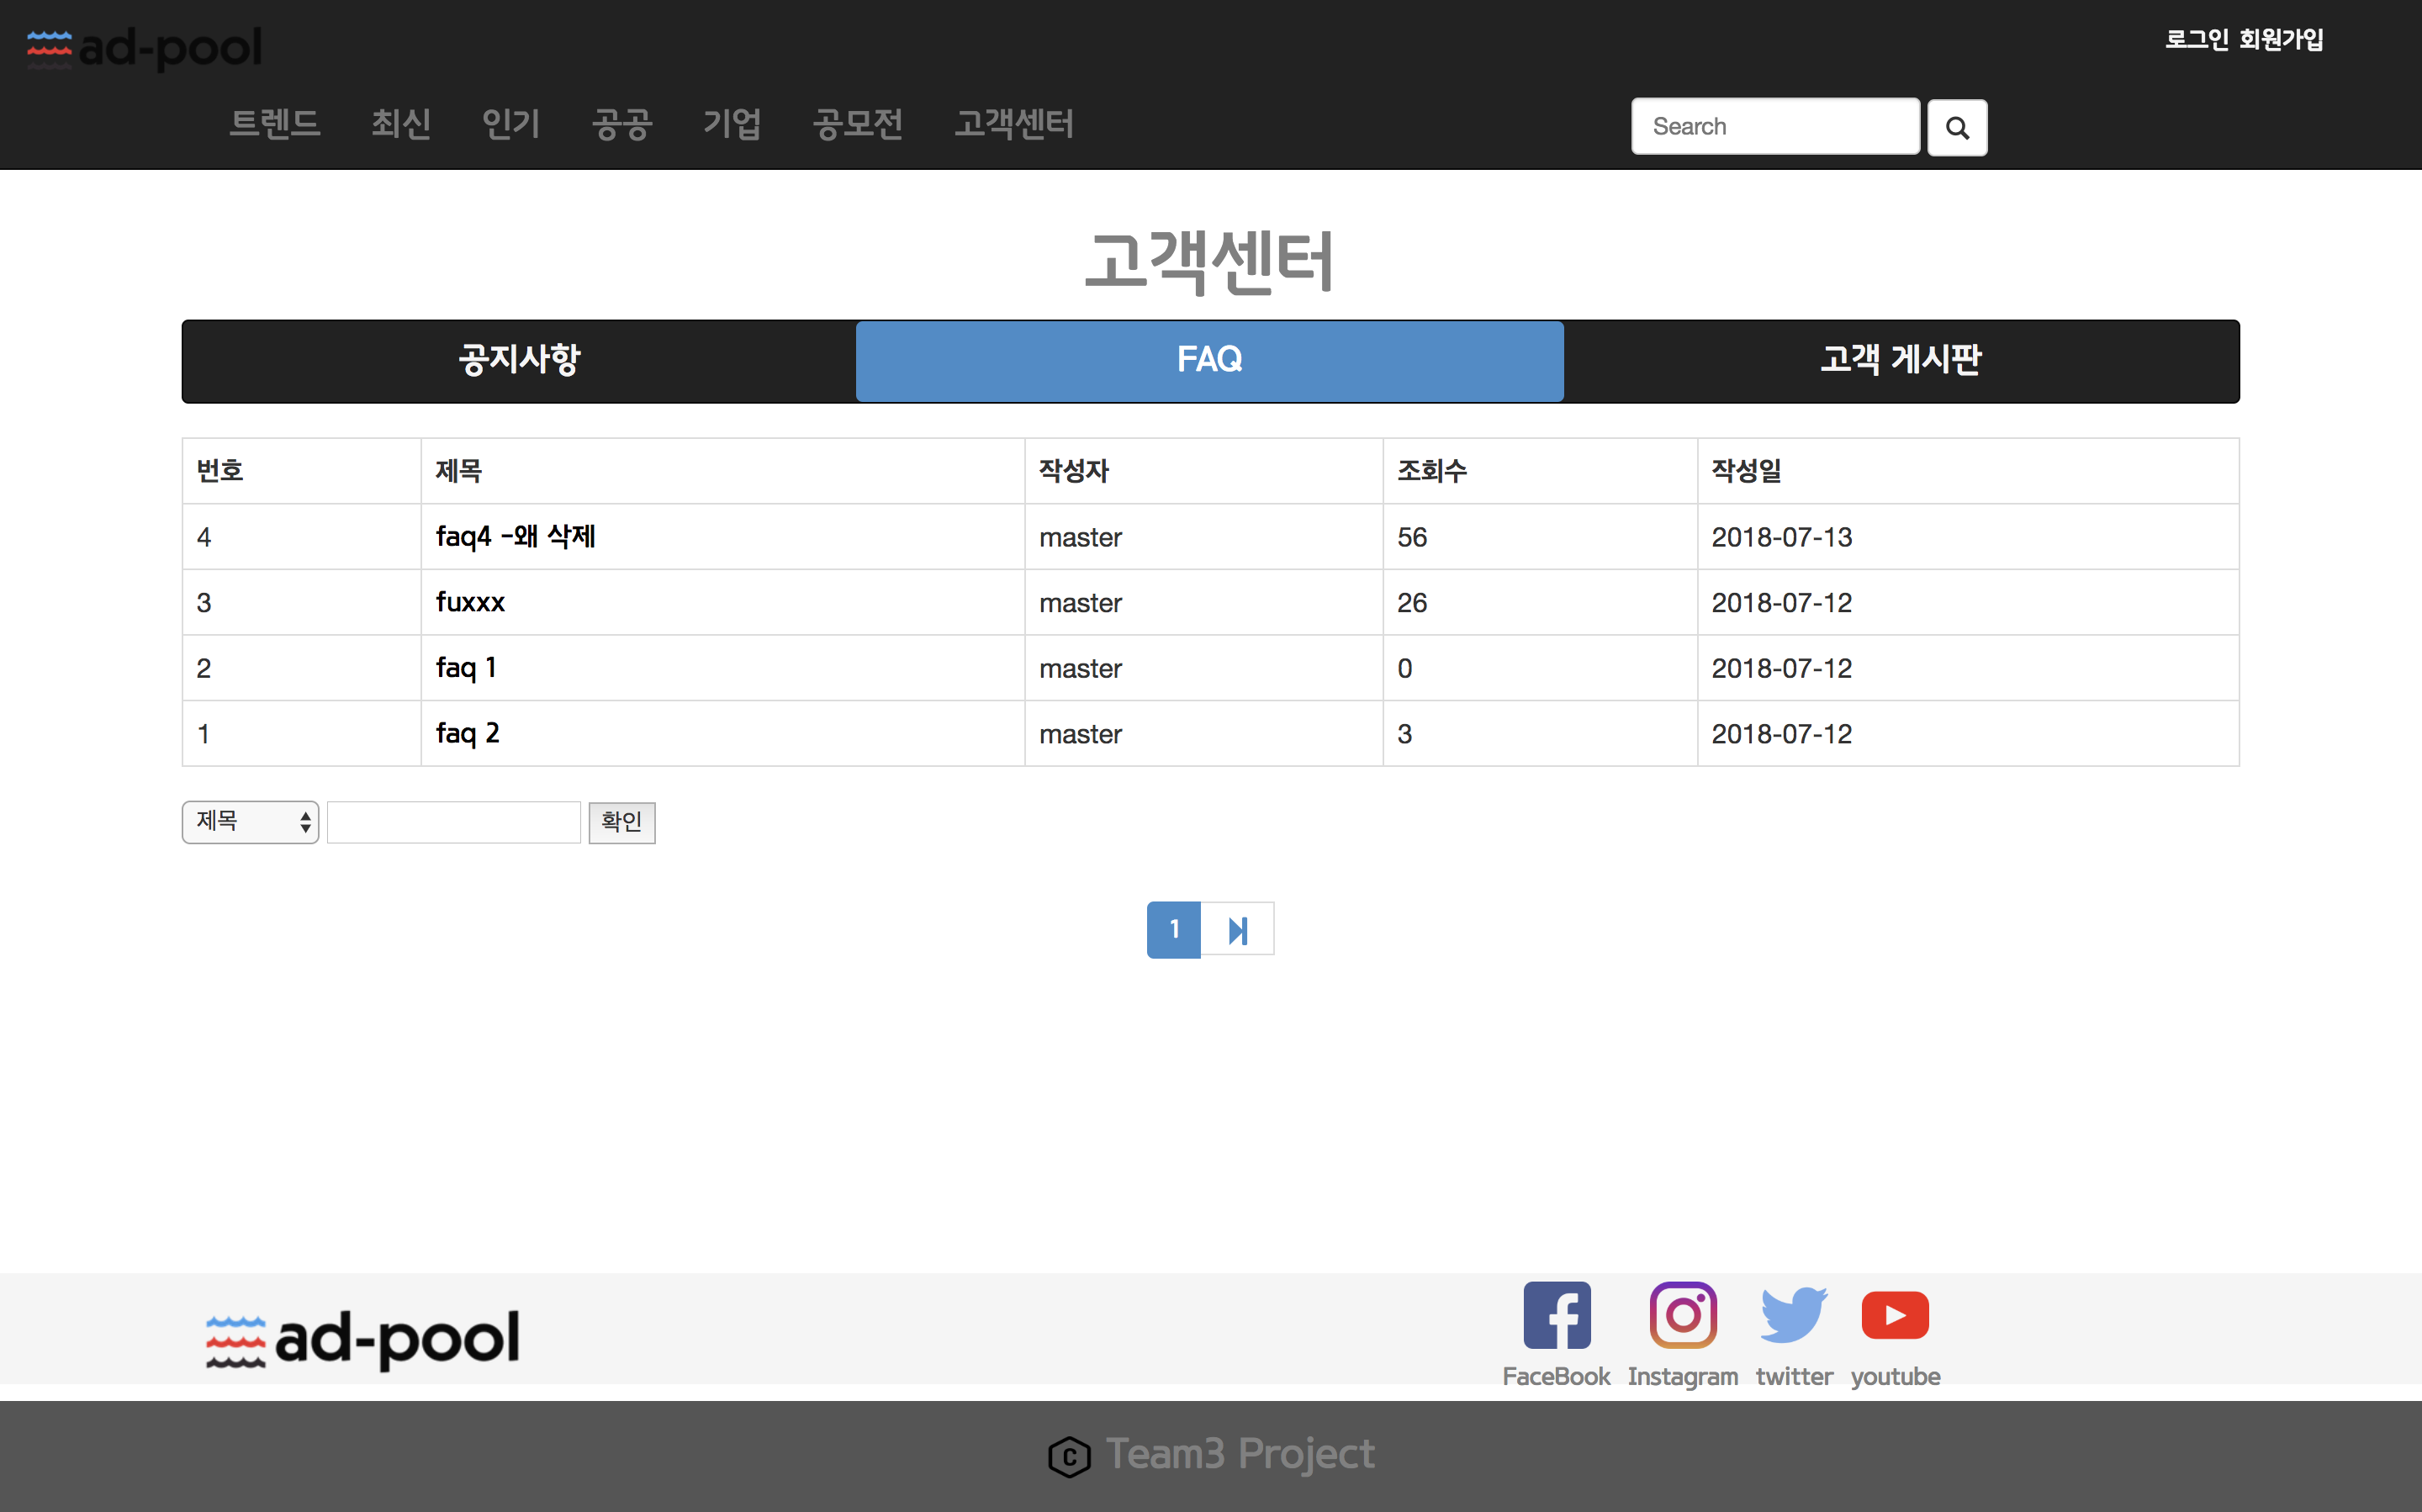 ad-pool
로그인 회원가입
트렌드 최신 인기 공공 기업 공모전 고객센터
Search
고객센터
공지사항 FAQ 고객 게시판
번호 제목 작성자 조회수 작성일
4 faq4 -왜 삭제 master 56 2018-07-13
3 fuxxx master 26 2018-07-12
2 faq 1 master 0 2018-07-12
1 faq 2 master 3 2018-07-12
제목 확인
1
ad-pool
FaceBook Instagram twitter youtube
C Team3 Project